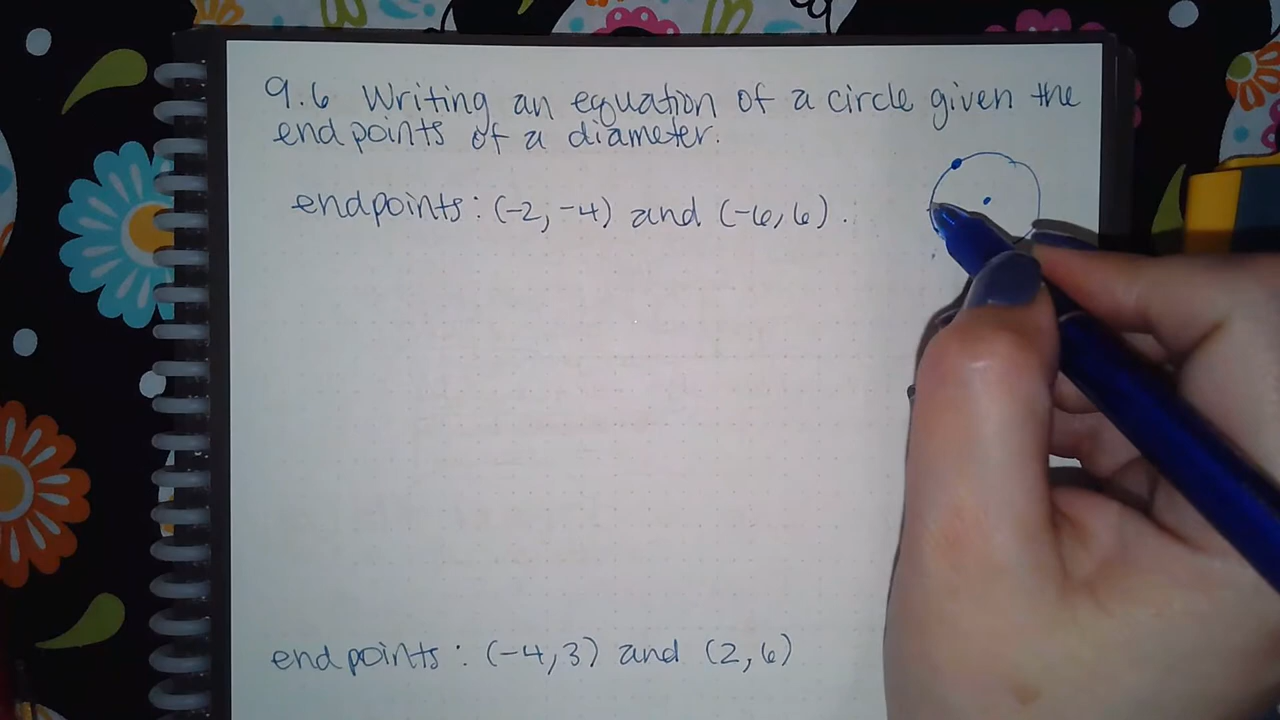 9.6 Writing an equation of a circle given the
endpoints of a diameter.
endpoints: (-2, -4) and (-6, 6).
endpoints: (-4, 3) and (2, 6)